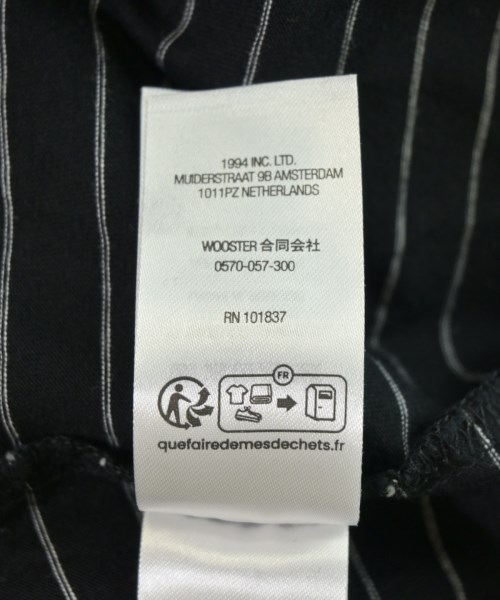 1994 INC. LTD.
MUIDERSTRAAT 9B AMSTERDAM
1011PZ NETHERLANDS
WOOSTER 合同会社
0570-057-300
RN 101837
FR
quefairedemesdechets.fr